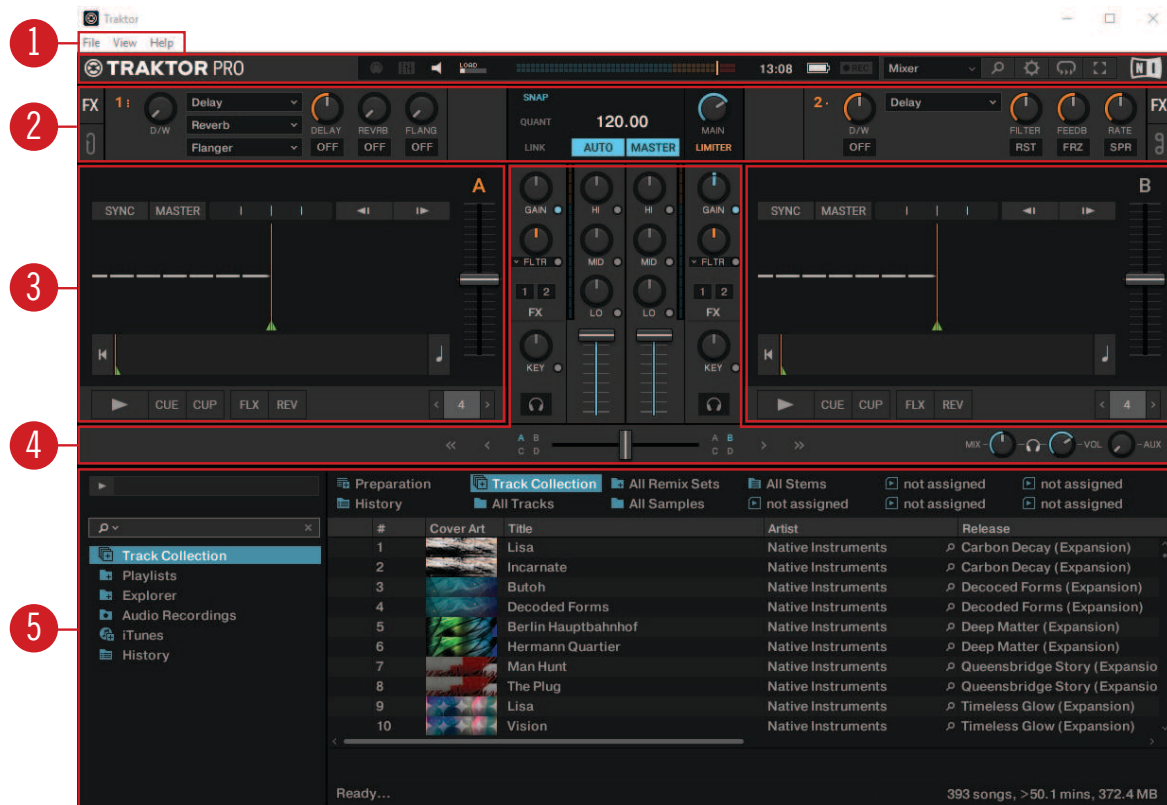 Traktor
1
File View Help
TRAKTOR PRO LOAD 13:08 REC Mixer NI
2
FX 1 D/W Delay Reverb Flanger DELAY REVRB FLANG OFF OFF OFF
SNAP
QUANT 120.00 MAIN
LINK AUTO MASTER LIMITER
2 D/W OFF Delay FILTER FEEDB RATE RST FRZ SPR FX
3
A
SYNC MASTER
CUE CUP FLX REV 4
GAIN HI HI GAIN
FLTR MID MID FLTR
1 2 1 2
FX LO LO FX
KEY KEY
B
SYNC MASTER
CUE CUP FLX REV 4
4
A B A B
C D C D
MIX VOL AUX
5
Track Collection
Playlists
Explorer
Audio Recordings
iTunes
History
Preparation Track Collection All Remix Sets All Stems not assigned not assigned
History All Tracks All Samples not assigned not assigned not assigned
# Cover Art Title Artist Release
1 Lisa Native Instruments Carbon Decay (Expansion)
2 Incarnate Native Instruments Carbon Decay (Expansion)
3 Butoh Native Instruments Decoced Forms (Expansion)
4 Decoded Forms Native Instruments Decoded Forms (Expansion)
5 Berlin Hauptbahnhof Native Instruments Deep Matter (Expansion)
6 Hermann Quartier Native Instruments Deep Matter (Expansion)
7 Man Hunt Native Instruments Queensbridge Story (Expansio
8 The Plug Native Instruments Queensbridge Story (Expansio
9 Lisa Native Instruments Timeless Glow (Expansion)
10 Vision Native Instruments Timeless Glow (Expansion)
Ready... 393 songs, >50.1 mins, 372.4 MB